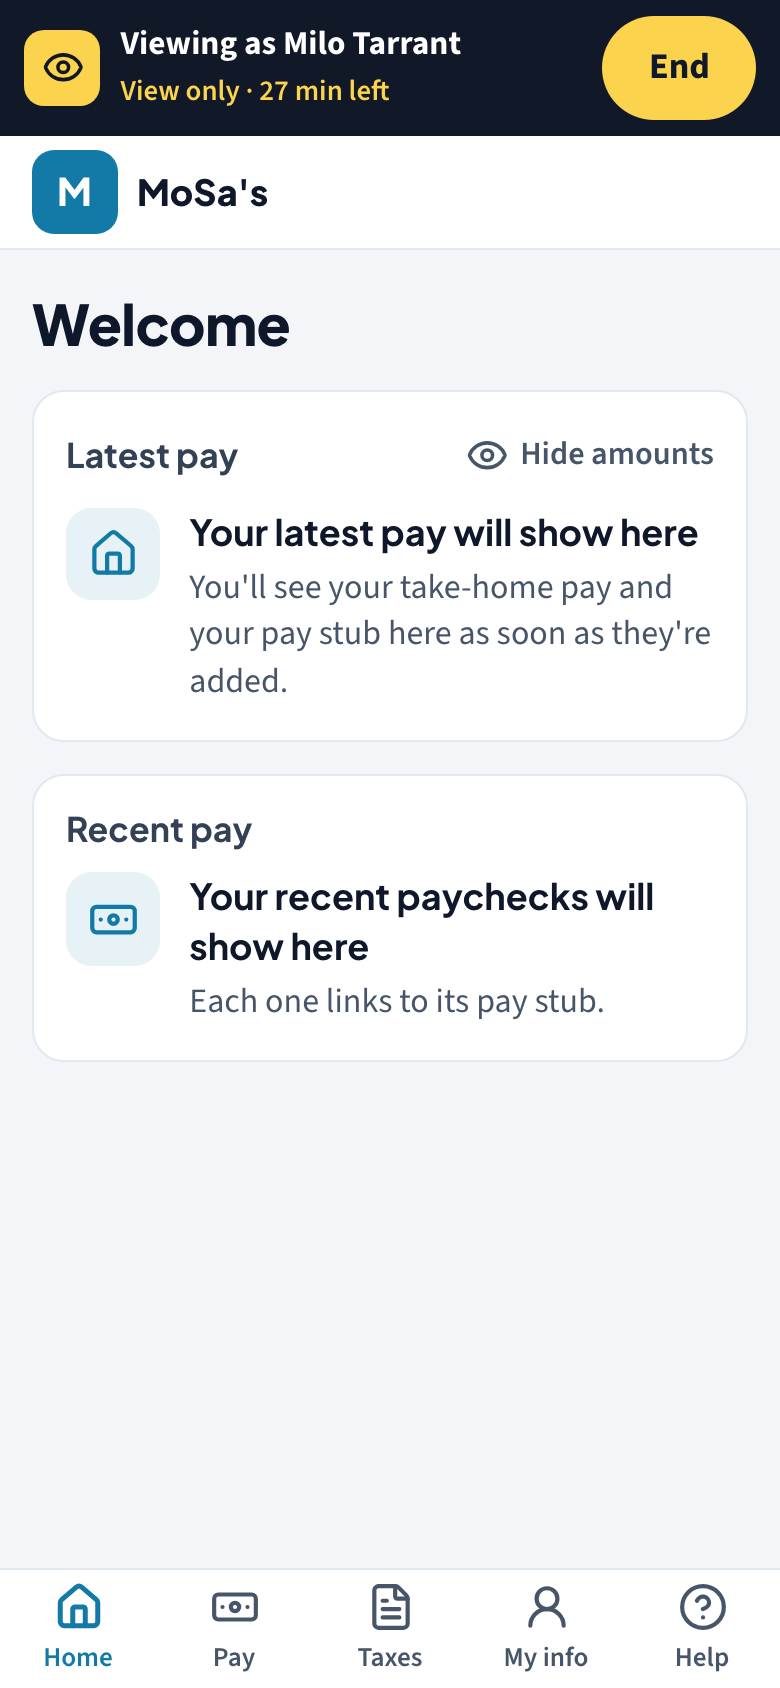 Viewing as Milo Tarrant
View only · 27 min left
End
M
MoSa's
Welcome
Latest pay
Hide amounts
Your latest pay will show here
You'll see your take-home pay and
your pay stub here as soon as they're
added.
Recent pay
Your recent paychecks will
show here
Each one links to its pay stub.
Home
Pay
Taxes
My info
Help